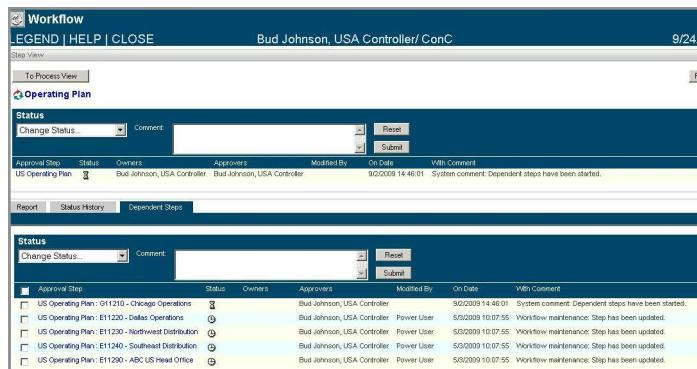 Workflow
LEGEND | HELP | CLOSE Bud Johnson, USA Controller/ ConC 9/24
Step View
To Process View
Operating Plan
Status
Change Status... Comment: Reset
Submit
Approval Step Status Owners Approvers Modified By On Date With Comment
US Operating Plan Bud Johnson, USA Controller Bud Johnson, USA Controller 9/2/2009 14:46:01 System comment: Dependent steps have been started.
Report Status History Dependent Steps
Status
Change Status... Comment: Reset
Submit
Approval Step Status Owners Approvers Modified By On Date With Comment
US Operating Plan : G11210 - Chicago Operations Bud Johnson, USA Controller 9/2/2009 14:46:01 System comment: Dependent steps have been started.
US Operating Plan : E11220 - Dallas Operations Bud Johnson, USA Controller Power User 5/3/2009 10:07:55 Workflow maintenance: Step has been updated.
US Operating Plan : E11230 - Northwest Distribution Bud Johnson, USA Controller Power User 5/3/2009 10:07:55 Workflow maintenance: Step has been updated.
US Operating Plan : E11240 - Southeast Distribution Bud Johnson, USA Controller Power User 5/3/2009 10:07:55 Workflow maintenance: Step has been updated.
US Operating Plan : E11290 - ABC US Head Office Bud Johnson, USA Controller Power User 5/3/2009 10:07:55 Workflow maintenance: Step has been updated.